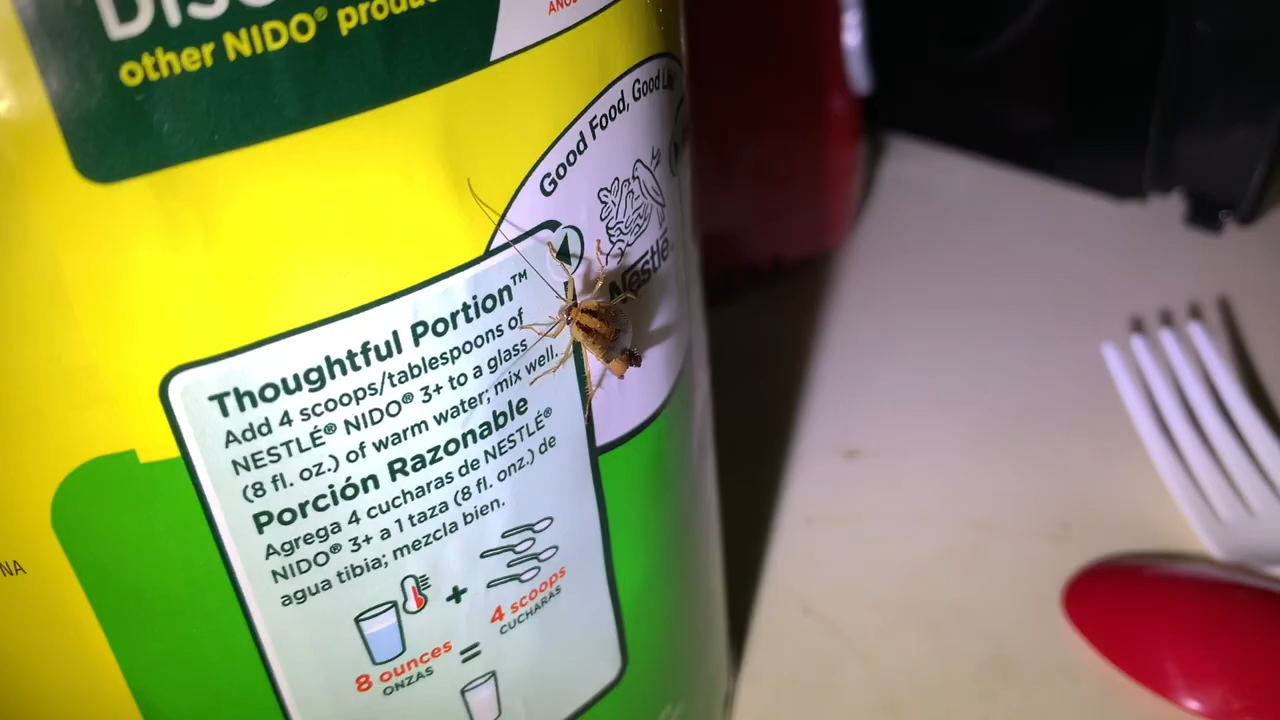 other NIDO® produc
AÑOS
Good Food, Good Li
Nestlé
Thoughtful Portion™
Add 4 scoops/tablespoons of
NESTLÉ® NIDO® 3+ to a glass
(8 fl. oz.) of warm water; mix well.
Porción Razonable
Agrega 4 cucharas de NESTLÉ®
NIDO® 3+ a 1 taza (8 fl. onz.) de
agua tibia; mezcla bien.
NA
+
4 scoops
CUCHARAS
8 ounces
ONZAS
=